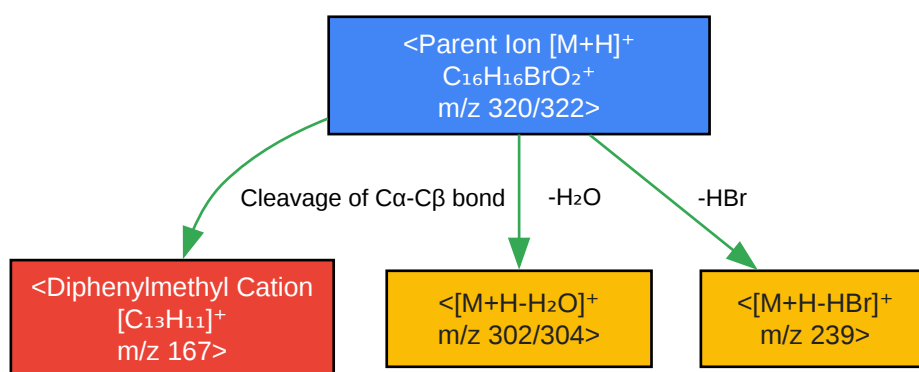 <Parent Ion [M+H]⁺
C₁₆H₁₆BrO₂⁺
m/z 320/322>
Cleavage of Cα-Cβ bond
-H₂O
-HBr
<Diphenylmethyl Cation
[C₁₃H₁₁]⁺
m/z 167>
<[M+H-H₂O]⁺
m/z 302/304>
<[M+H-HBr]⁺
m/z 239>